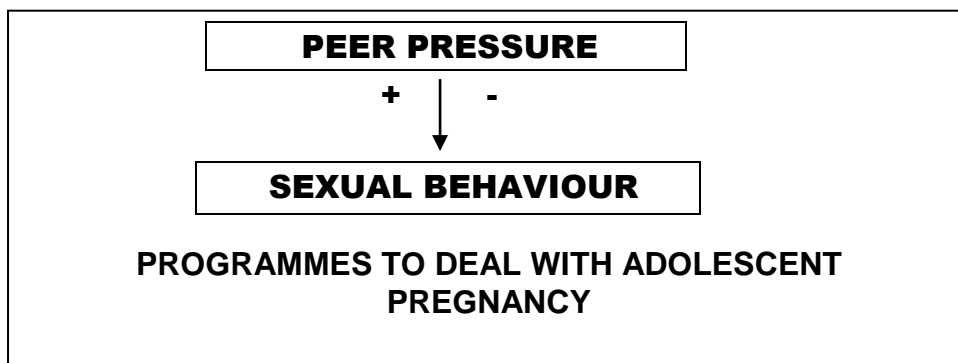 PEER PRESSURE
+ -
SEXUAL BEHAVIOUR
PROGRAMMES TO DEAL WITH ADOLESCENT
PREGNANCY